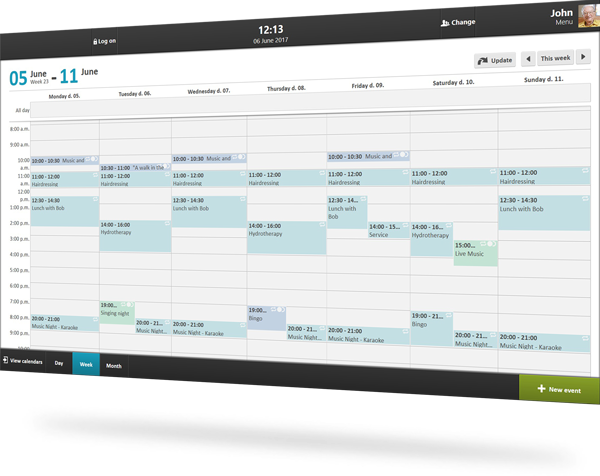 Log on
12:13
06 June 2017
Change
John
Menu
05 June
Week 23
- 11 June
Update
This week
Monday d. 05.
Tuesday d. 06.
Wednesday d. 07.
Thursday d. 08.
Friday d. 09.
Saturday d. 10.
Sunday d. 11.
All day
8:00 a.m.
9:00 a.m.
10:00 a.m.
11:00 a.m.
12:00 p.m.
1:00 p.m.
2:00 p.m.
3:00 p.m.
4:00 p.m.
5:00 p.m.
6:00 p.m.
7:00 p.m.
8:00 p.m.
9:00 p.m.
10:00
10:00 - 10:30 Music and
11:00 - 12:00
Hairdressing
12:30 - 14:30
Lunch with Bob
20:00 - 21:00
Music Night - Karaoke
10:30 - 11:00 "A walk in the
11:00 - 12:00
Hairdressing
14:00 - 16:00
Hydrotherapy
19:00...
Singing night
20:00 - 21...
Music Night...
10:00 - 10:30 Music and
11:00 - 12:00
Hairdressing
12:30 - 14:30
Lunch with Bob
20:00 - 21:00
Music Night - Karaoke
11:00 - 12:00
Hairdressing
14:00 - 16:00
Hydrotherapy
19:00...
Bingo
20:00 - 21...
Music Night...
10:00 - 10:30 Music and
11:00 - 12:00
Hairdressing
12:30 - 14...
Lunch with
Bob
14:00 - 15...
Service
20:00 - 21:00
Music Night - Karaoke
11:00 - 12:00
Hairdressing
14:00 - 16...
Hydrotherapy
15:00...
Live Music
19:00 - 21...
Bingo
20:00 - 21...
Music Night...
11:00 - 12:00
Hairdressing
12:30 - 14:30
Lunch with Bob
20:00 - 21:00
Music Night - Karaoke
View calendars
Day
Week
Month
New event